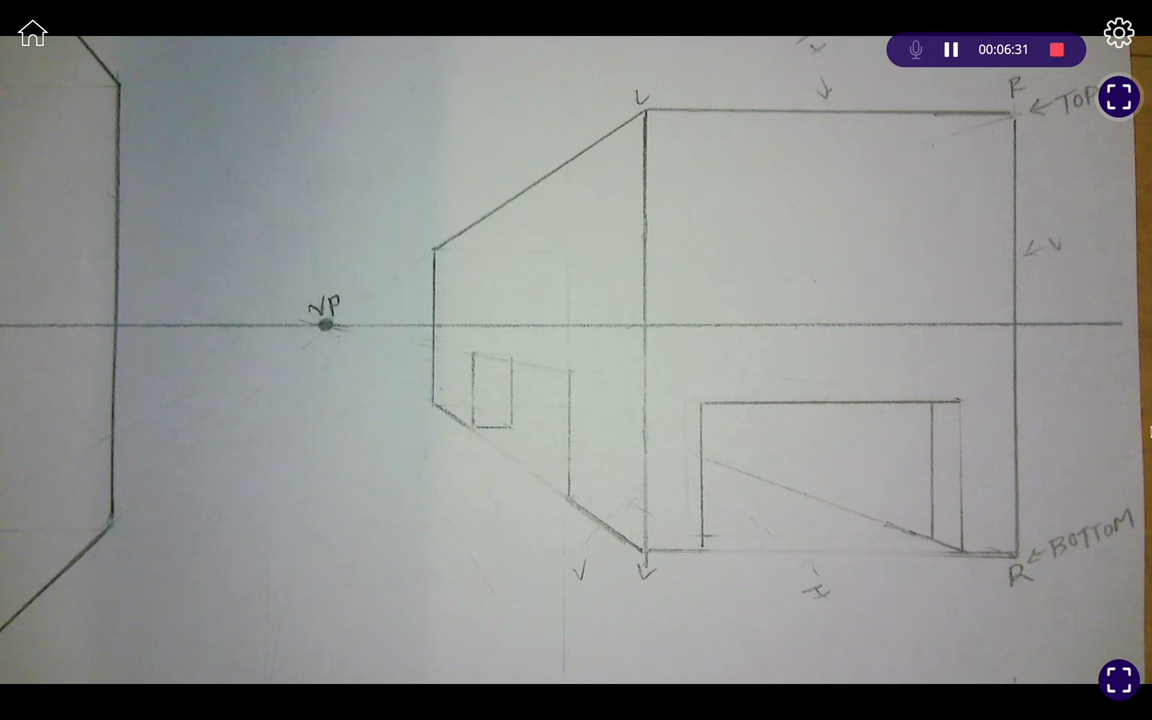 00:06:31
L
R
← TOP
← V
VP
← BOTTOM
V
L
H
R